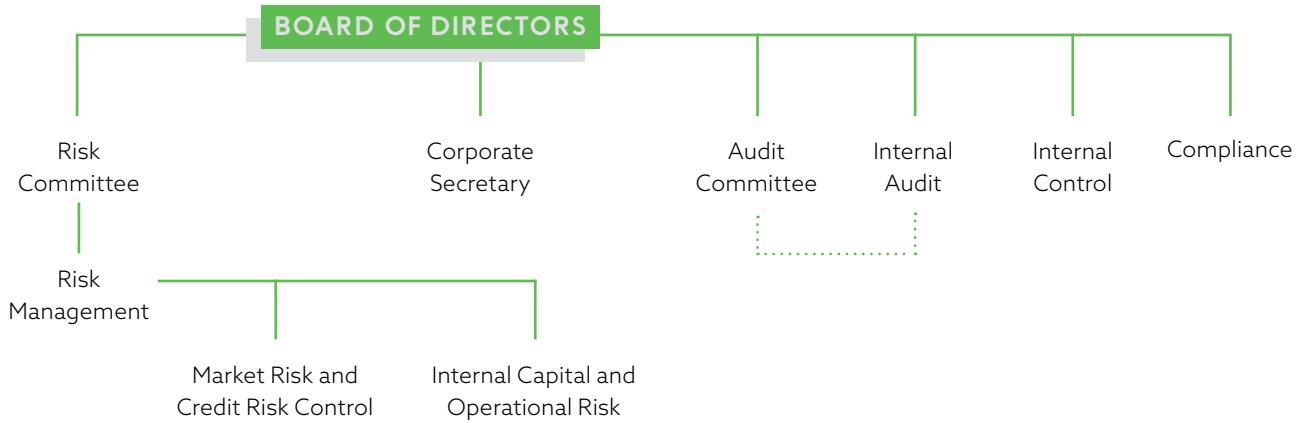 BOARD OF DIRECTORS
Risk
Committee
Corporate
Secretary
Audit
Committee
Internal
Audit
Internal
Control
Compliance
Risk
Management
Market Risk and
Credit Risk Control
Internal Capital and
Operational Risk